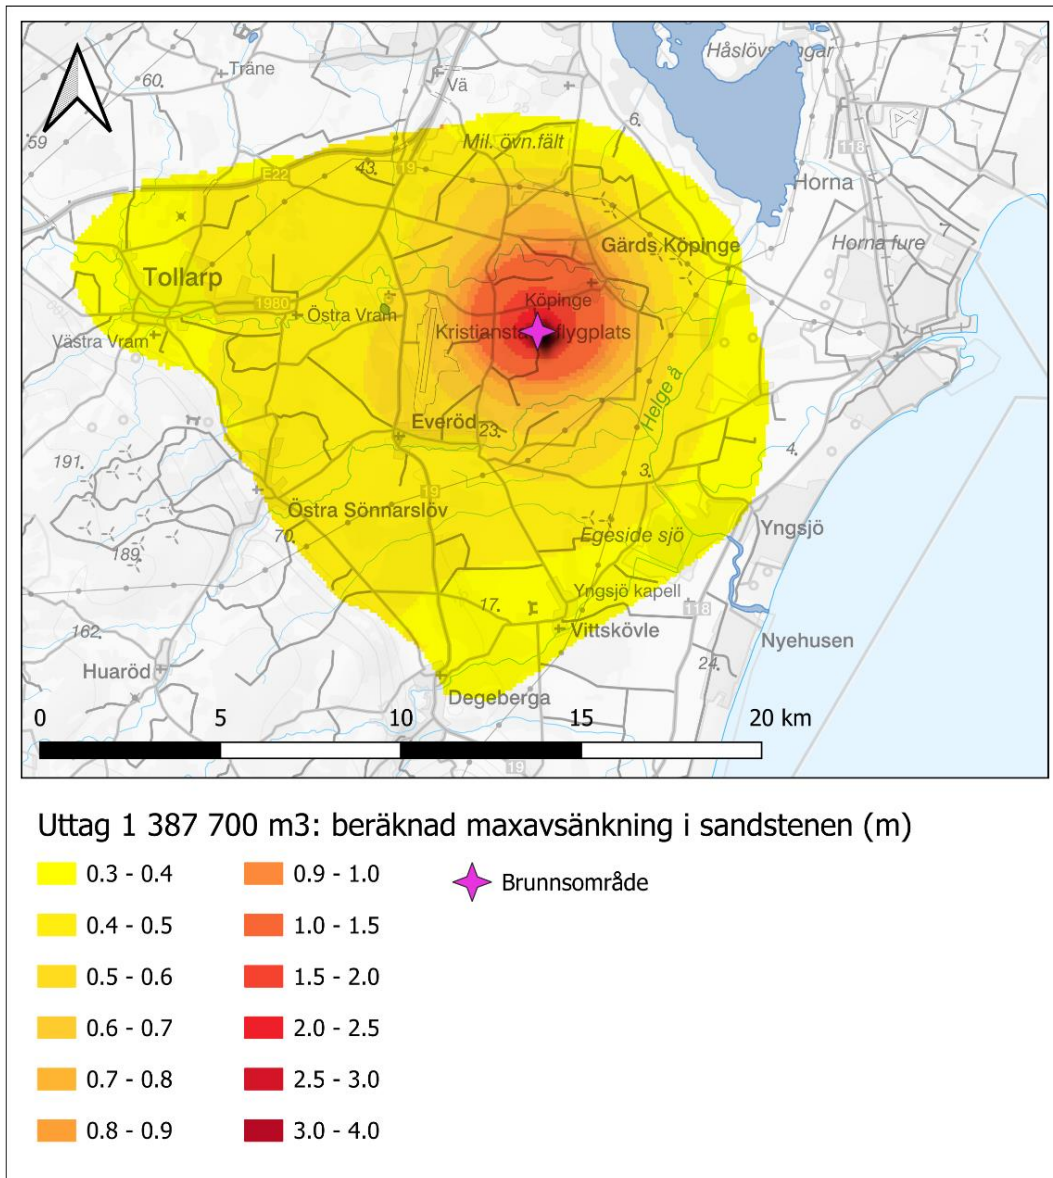 Håslövsängar
Träne
60.
Vä
25
6.
59
118
Mil. övn.fält
43.
19
E22
Horna
7.
Gärds Köpinge
Horna fure
Tollarp
Köpinge
1980
Östra Vram
Västra Vram
Kristianstads flygplats
Helge å
Everöd
23.
4.
191.
3.
19
Östra Sönnarslöv
Yngsjö
70.
Egeside sjö
189.
Yngsjö kapell
17.
118
162.
Vittskövle
Nyehusen
24.
Huaröd
Degeberga
0 5 10 15 20 km
19
Uttag 1 387 700 m3: beräknad maxavsänkning i sandstenen (m)
0.3 - 0.4 0.9 - 1.0 Brunnsområde
0.4 - 0.5 1.0 - 1.5
0.5 - 0.6 1.5 - 2.0
0.6 - 0.7 2.0 - 2.5
0.7 - 0.8 2.5 - 3.0
0.8 - 0.9 3.0 - 4.0